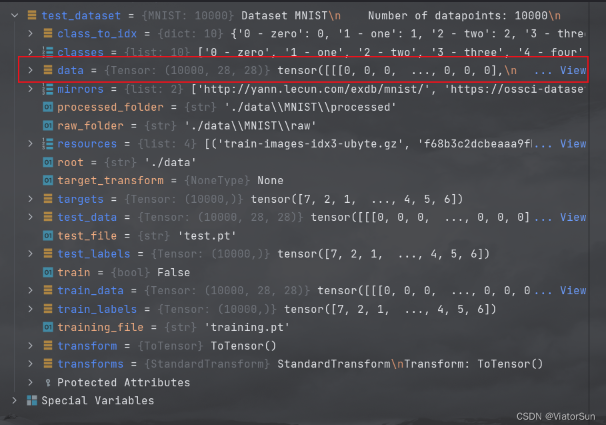 test_dataset = {MNIST: 10000} Dataset MNIST\n    Number of datapoints: 10000\n
class_to_idx = {dict: 10} {'0 - zero': 0, '1 - one': 1, '2 - two': 2, '3 - three
classes = {list: 10} ['0 - zero', '1 - one', '2 - two', '3 - three', '4 - four'
data = {Tensor: (10000, 28, 28)} tensor([[[0, 0, 0,  ..., 0, 0, 0],\n ... View
mirrors = {list: 2} ['http://yann.lecun.com/exdb/mnist/', 'https://ossci-dataset
processed_folder = {str} './data\\MNIST\\processed'
raw_folder = {str} './data\\MNIST\\raw'
resources = {list: 4} [('train-images-idx3-ubyte.gz', 'f68b3c2dcbeaaa9f ... View
root = {str} './data'
target_transform = {NoneType} None
targets = {Tensor: (10000,)} tensor([7, 2, 1,  ..., 4, 5, 6])
test_data = {Tensor: (10000, 28, 28)} tensor([[[0, 0, 0,  ..., 0, 0, 0] ... View
test_file = {str} 'test.pt'
test_labels = {Tensor: (10000,)} tensor([7, 2, 1,  ..., 4, 5, 6])
train = {bool} False
train_data = {Tensor: (10000, 28, 28)} tensor([[[0, 0, 0,  ..., 0, 0, 0 ... View
train_labels = {Tensor: (10000,)} tensor([7, 2, 1,  ..., 4, 5, 6])
training_file = {str} 'training.pt'
transform = {ToTensor} ToTensor()
transforms = {StandardTransform} StandardTransform\nTransform: ToTensor()
Protected Attributes
Special Variables
CSDN @ViatorSun